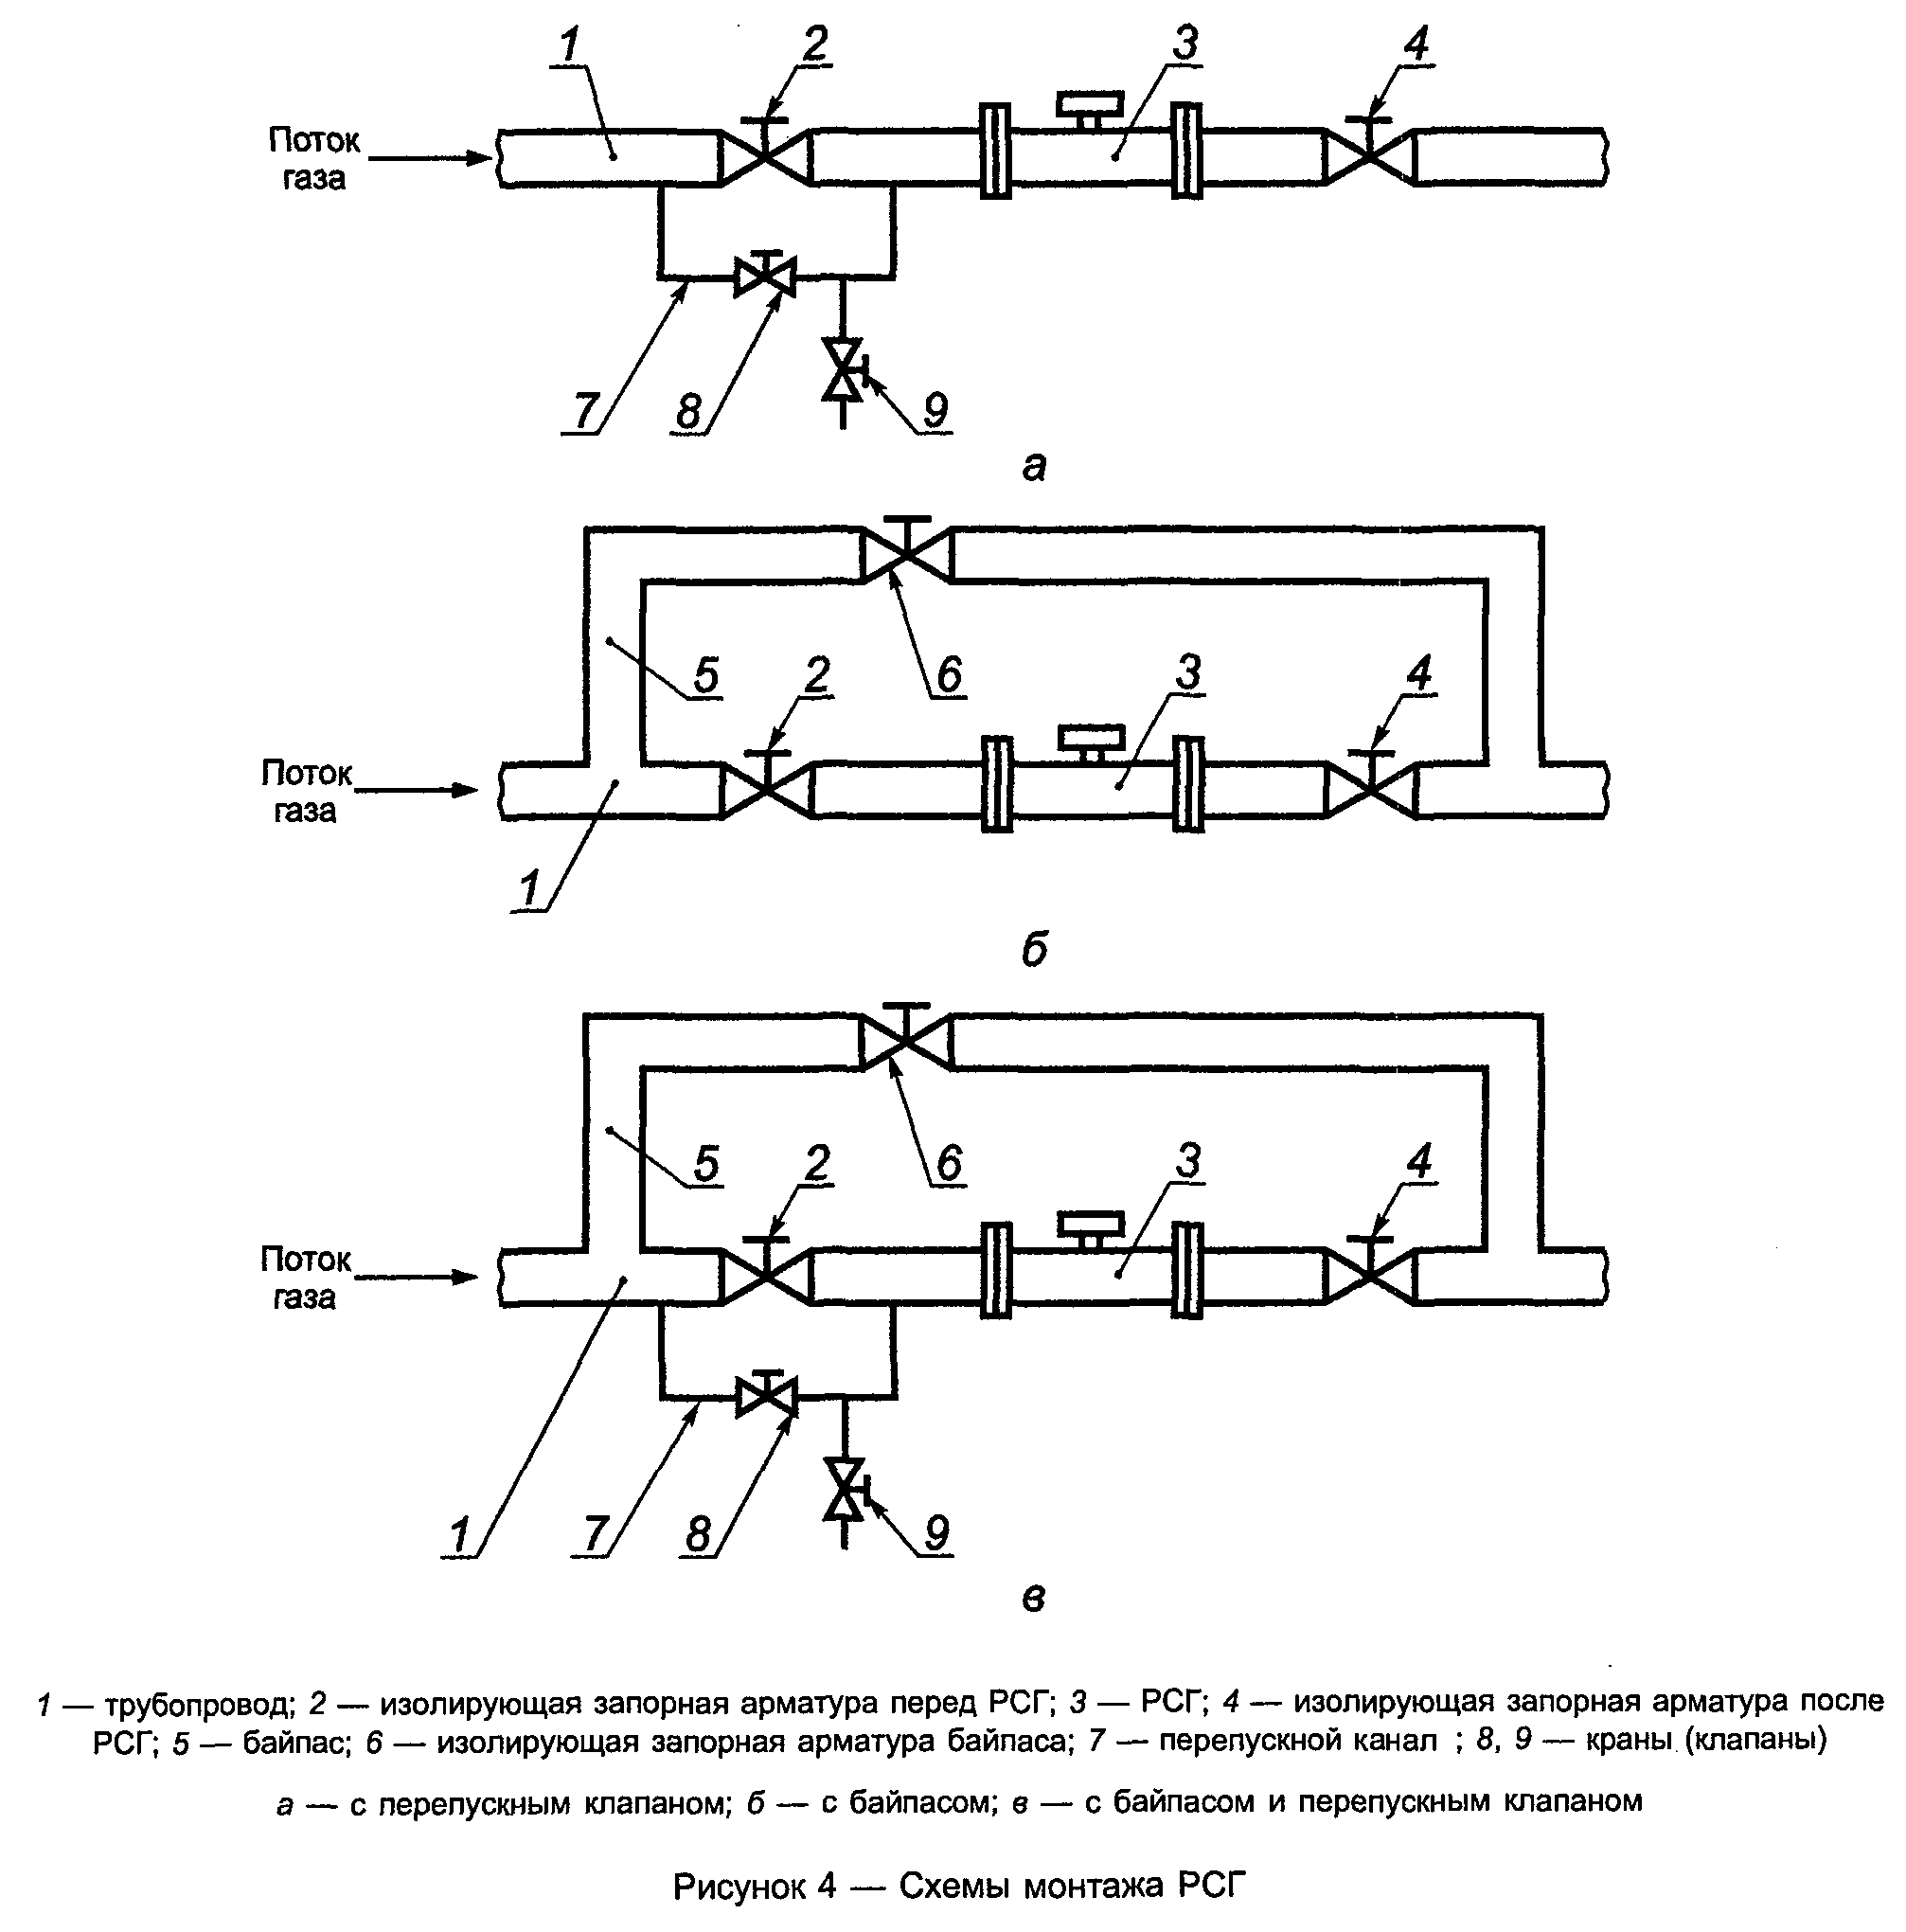 1 2 3 4
Поток
газа
7 8 9
а
5 2 6 3 4
Поток
газа
1
б
5 2 6 3 4
Поток
газа
1 7 8 9
в
1 — трубопровод; 2 — изолирующая запорная арматура перед РСГ; 3 — РСГ; 4 — изолирующая запорная арматура после
РСГ; 5 — байпас; 6 — изолирующая запорная арматура байпаса; 7 — перепускной канал ; 8, 9 — краны (клапаны)
а — с перепускным клапаном; б — с байпасом; в — с байпасом и перепускным клапаном
Рисунок 4 — Схемы монтажа РСГ